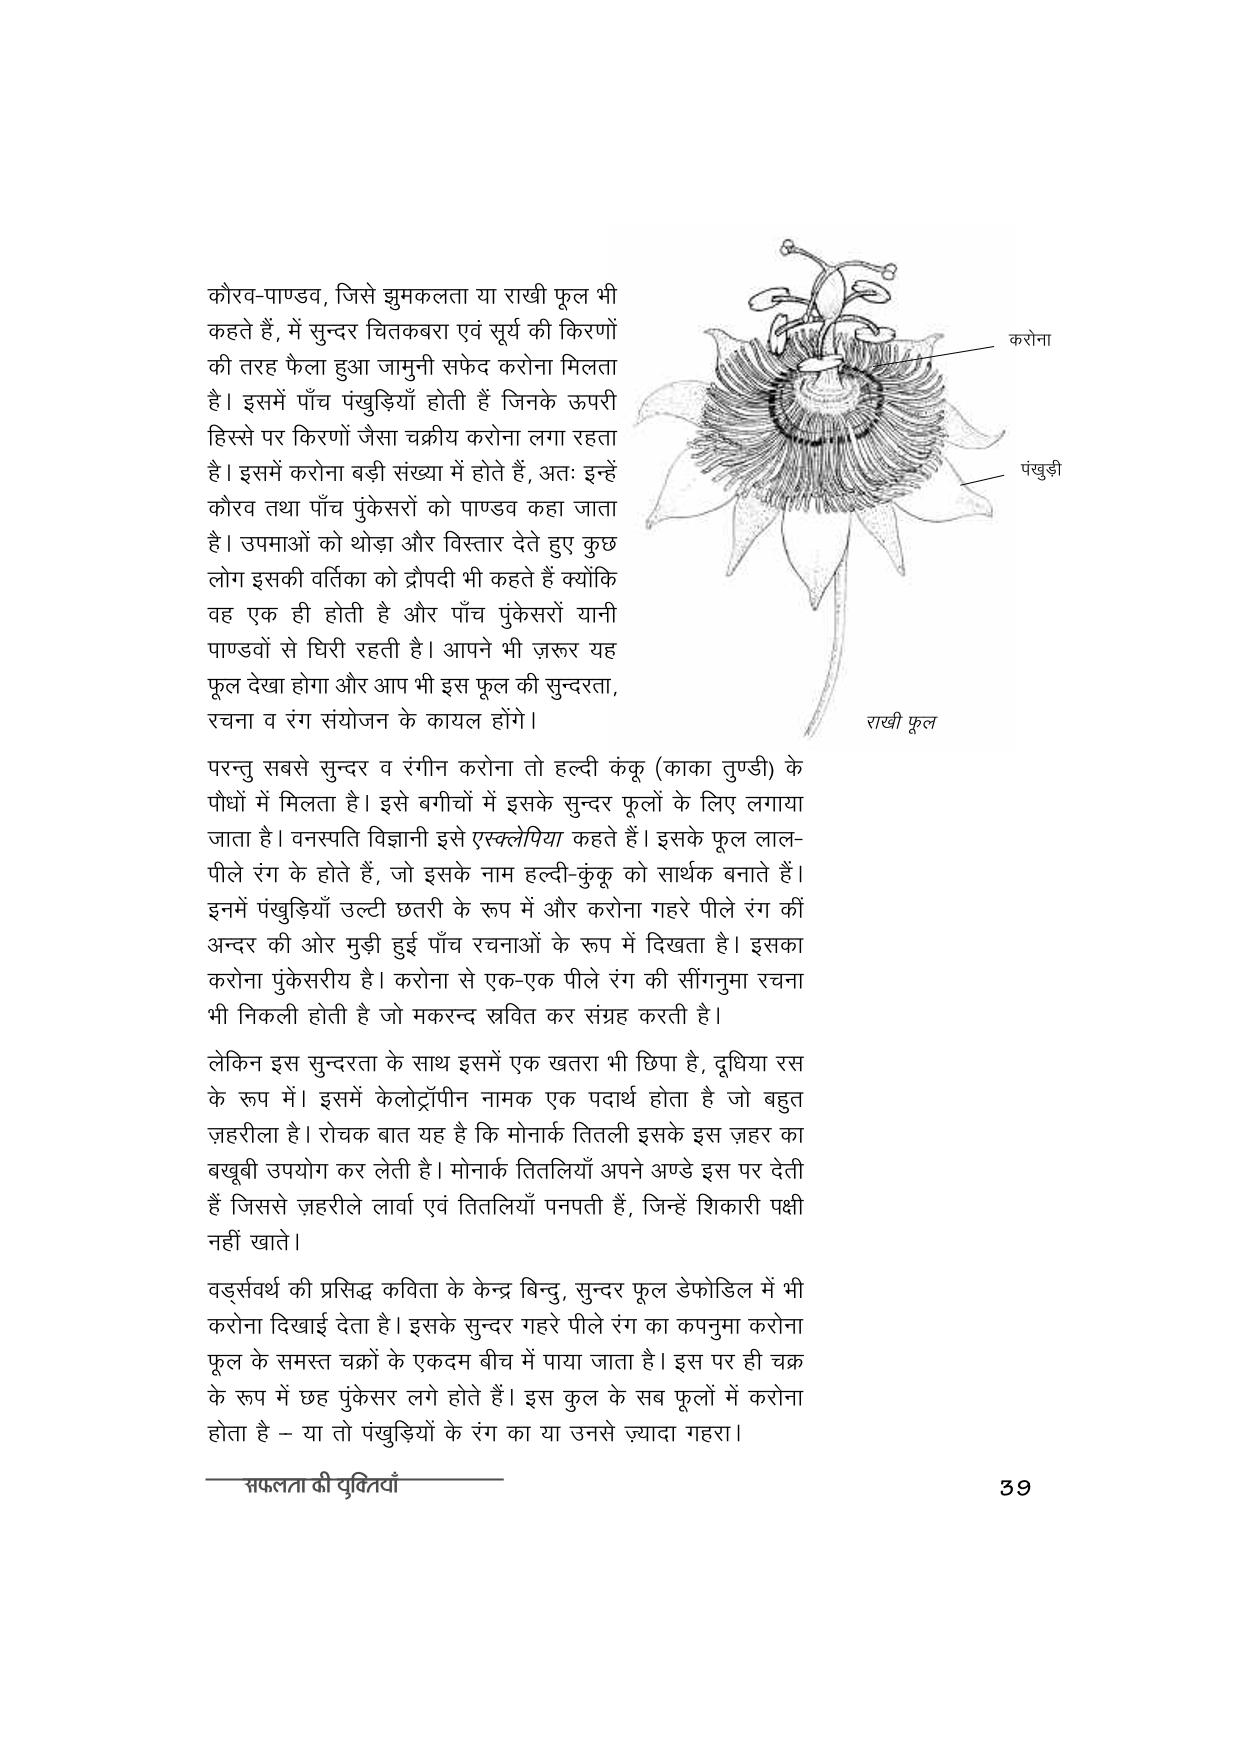 कौरव-पाण्डव, जिसे झुमकलता या राखी फूल भी
कहते हैं, में सुन्दर चितकबरा एवं सूर्य की किरणों
की तरह फैला हुआ जामुनी सफेद करोना मिलता
है। इसमें पाँच पंखुड़ियाँ होती हैं जिनके ऊपरी
हिस्से पर किरणों जैसा चक्रीय करोना लगा रहता
है। इसमें करोना बड़ी संख्या में होते हैं, अतः इन्हें
कौरव तथा पाँच पुंकेसरों को पाण्डव कहा जाता
है। उपमाओं को थोड़ा और विस्तार देते हुए कुछ
लोग इसकी वर्तिका को द्रौपदी भी कहते हैं क्योंकि
वह एक ही होती है और पाँच पुंकेसरों यानी
पाण्डवों से घिरी रहती है। आपने भी ज़रूर यह
फूल देखा होगा और आप भी इस फूल की सुन्दरता,
रचना व रंग संयोजन के कायल होंगे।
करोना
पंखुड़ी
राखी फूल
परन्तु सबसे सुन्दर व रंगीन करोना तो हल्दी कंकू (काका तुण्डी) के
पौधों में मिलता है। इसे बगीचों में इसके सुन्दर फूलों के लिए लगाया
जाता है। वनस्पति विज्ञानी इसे एस्क्लेपिया कहते हैं। इसके फूल लाल-
पीले रंग के होते हैं, जो इसके नाम हल्दी-कुंकू को सार्थक बनाते हैं।
इनमें पंखुड़ियाँ उल्टी छतरी के रूप में और करोना गहरे पीले रंग कीं
अन्दर की ओर मुड़ी हुई पाँच रचनाओं के रूप में दिखता है। इसका
करोना पुंकेसरीय है। करोना से एक-एक पीले रंग की सींगनुमा रचना
भी निकली होती है जो मकरन्द स्रवित कर संग्रह करती है।
लेकिन इस सुन्दरता के साथ इसमें एक खतरा भी छिपा है, दूधिया रस
के रूप में। इसमें केलोट्रॉपीन नामक एक पदार्थ होता है जो बहुत
ज़हरीला है। रोचक बात यह है कि मोनार्क तितली इसके इस ज़हर का
बखूबी उपयोग कर लेती है। मोनार्क तितलियाँ अपने अण्डे इस पर देती
हैं जिससे ज़हरीले लार्वा एवं तितलियाँ पनपती हैं, जिन्हें शिकारी पक्षी
नहीं खाते।
वर्ड्सवर्थ की प्रसिद्ध कविता के केन्द्र बिन्दु, सुन्दर फूल डेफोडिल में भी
करोना दिखाई देता है। इसके सुन्दर गहरे पीले रंग का कपनुमा करोना
फूल के समस्त चक्रों के एकदम बीच में पाया जाता है। इस पर ही चक्र
के रूप में छह पुंकेसर लगे होते हैं। इस कुल के सब फूलों में करोना
होता है – या तो पंखुड़ियों के रंग का या उनसे ज़्यादा गहरा।
सफलता की युक्तियाँ
39